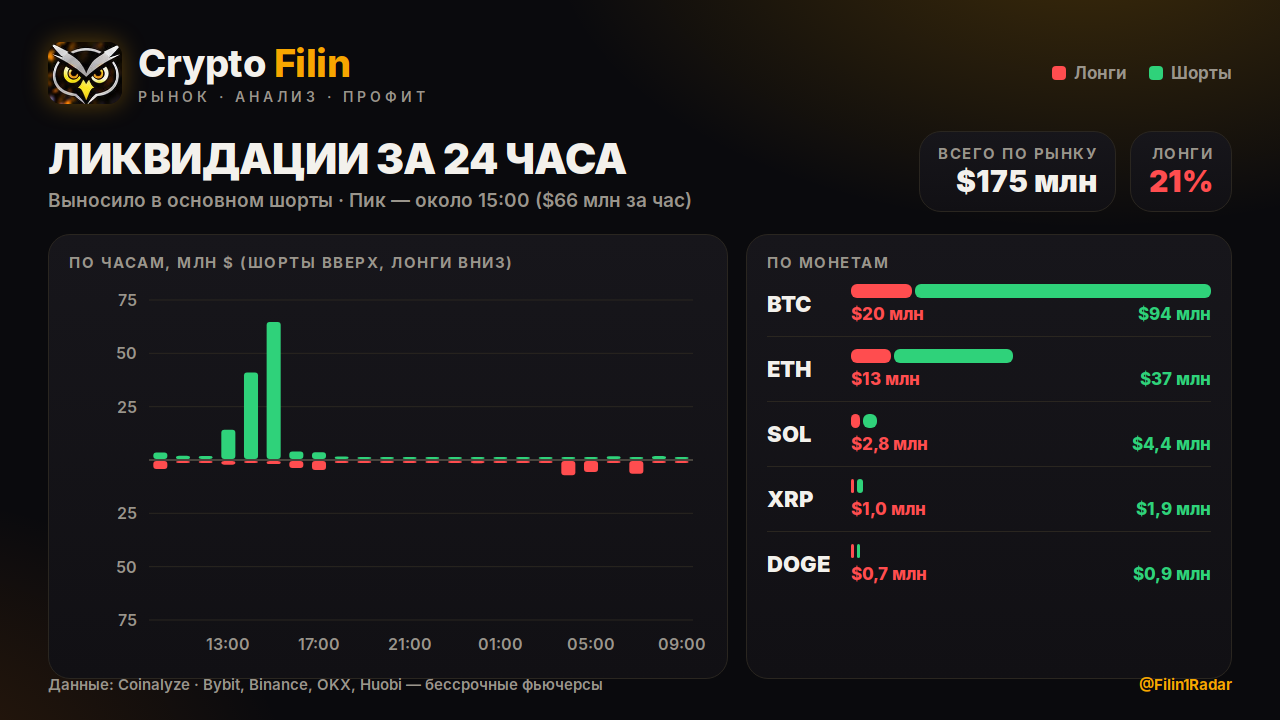 Crypto Filin
РЫНОК · АНАЛИЗ · ПРОФИТ
Лонги
Шорты
ЛИКВИДАЦИИ ЗА 24 ЧАСА
Выносило в основном шорты · Пик — около 15:00 ($66 млн за час)
ВСЕГО ПО РЫНКУ
$175 млн
ЛОНГИ
21%
ПО ЧАСАМ, МЛН $ (ШОРТЫ ВВЕРХ, ЛОНГИ ВНИЗ)
75
50
25
25
50
75
13:00 17:00 21:00 01:00 05:00 09:00
ПО МОНЕТАМ
BTC
$20 млн $94 млн
ETH
$13 млн $37 млн
SOL
$2,8 млн $4,4 млн
XRP
$1,0 млн $1,9 млн
DOGE
$0,7 млн $0,9 млн
Данные: Coinalyze · Bybit, Binance, OKX, Huobi — бессрочные фьючерсы
@Filin1Radar